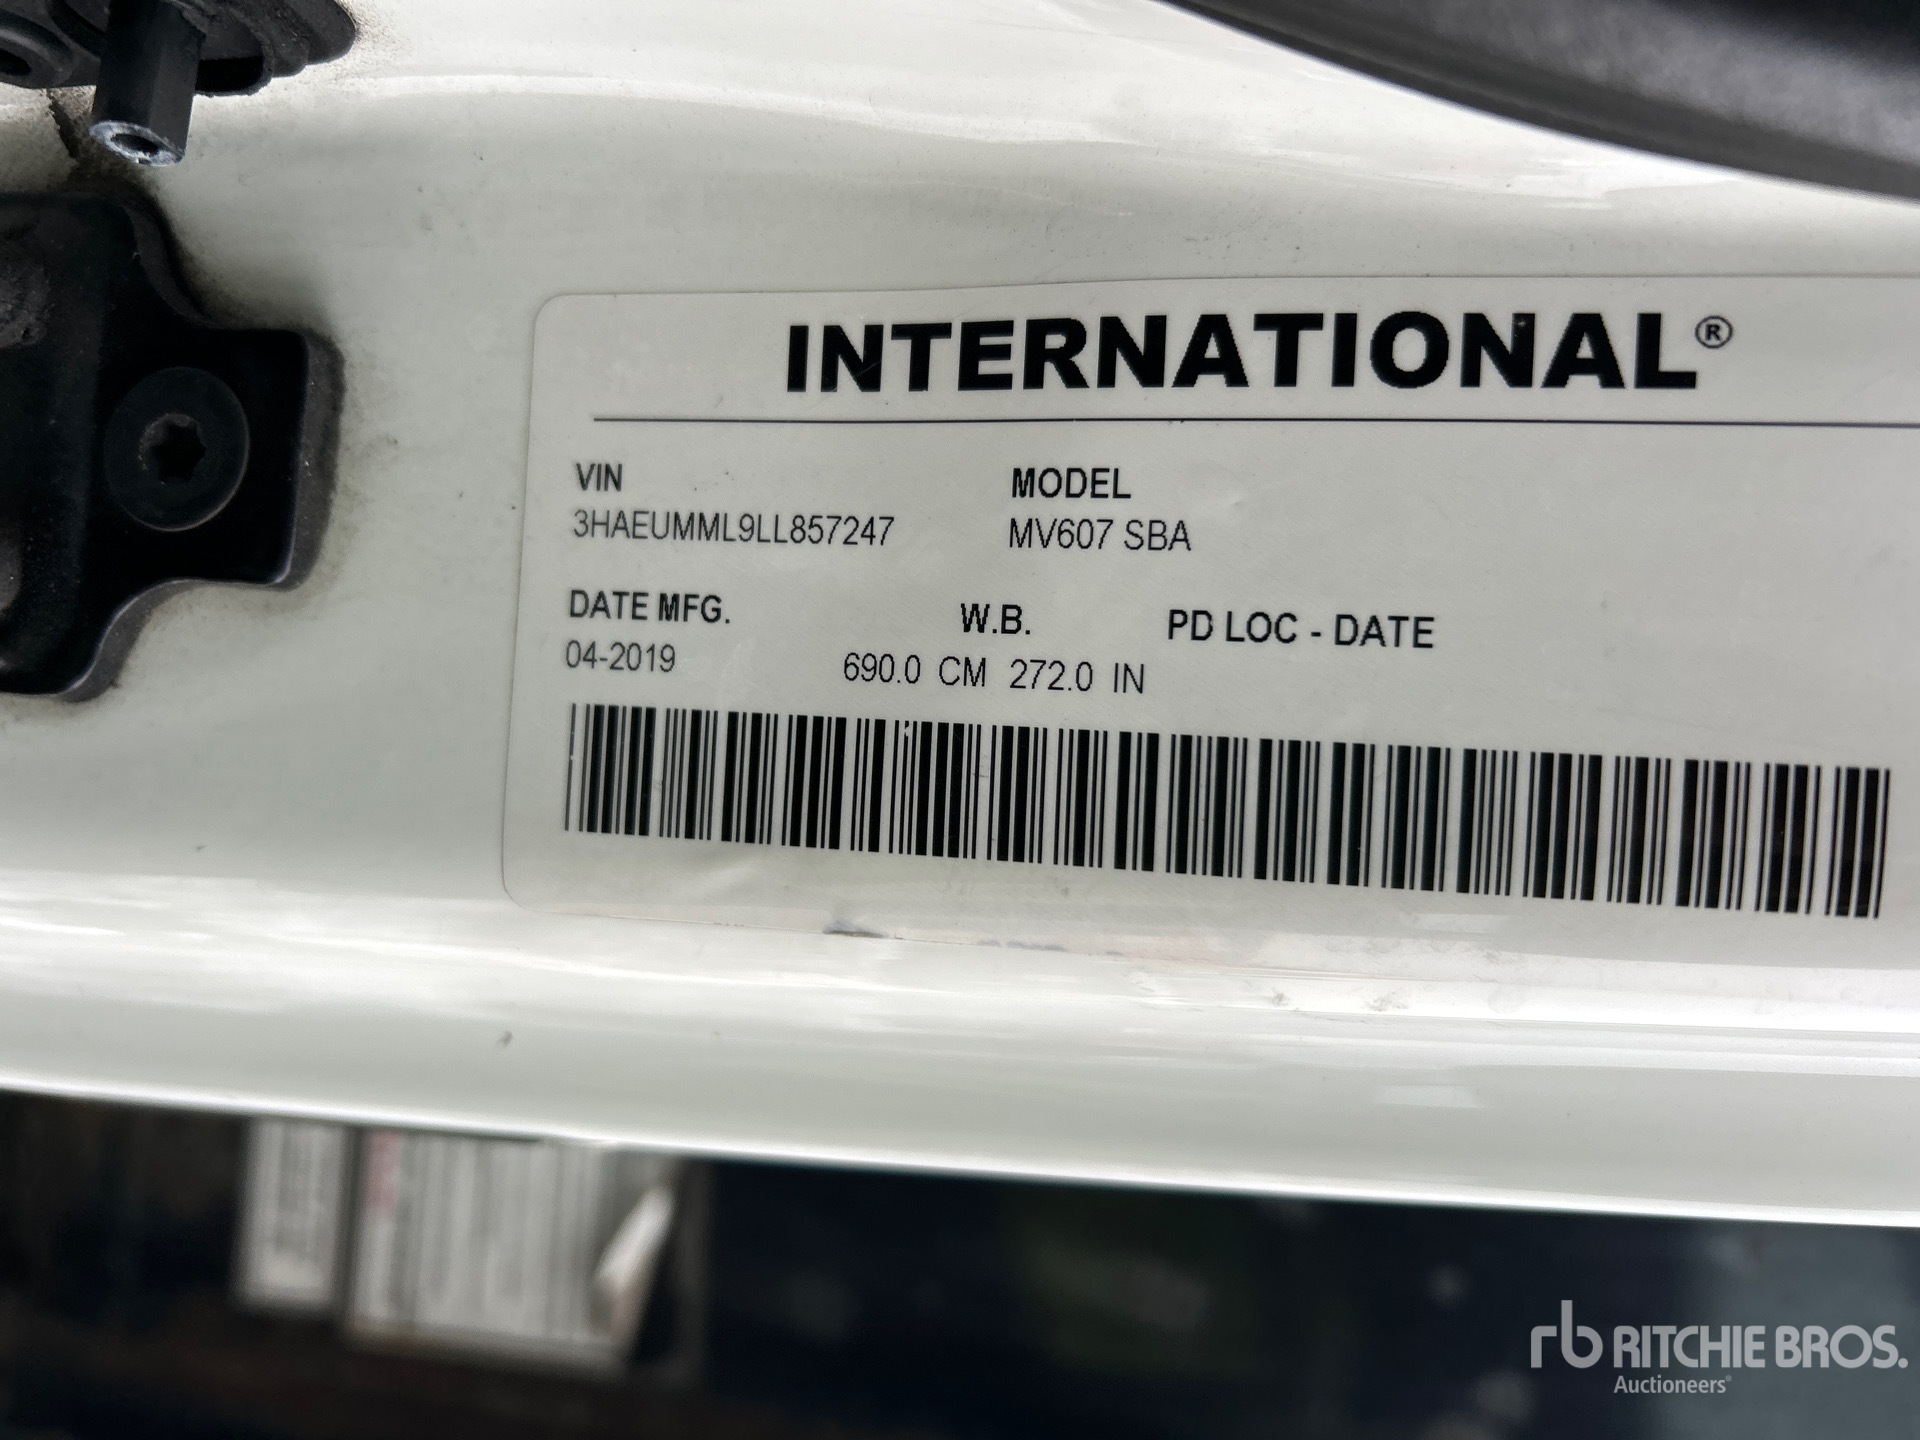 INTERNATIONAL®
VIN MODEL
3HAEUMML9LL857247 MV607 SBA
DATE MFG. W.B. PD LOC - DATE
04-2019 690.0 CM 272.0 IN
rb RITCHIE BROS.
Auctioneers®